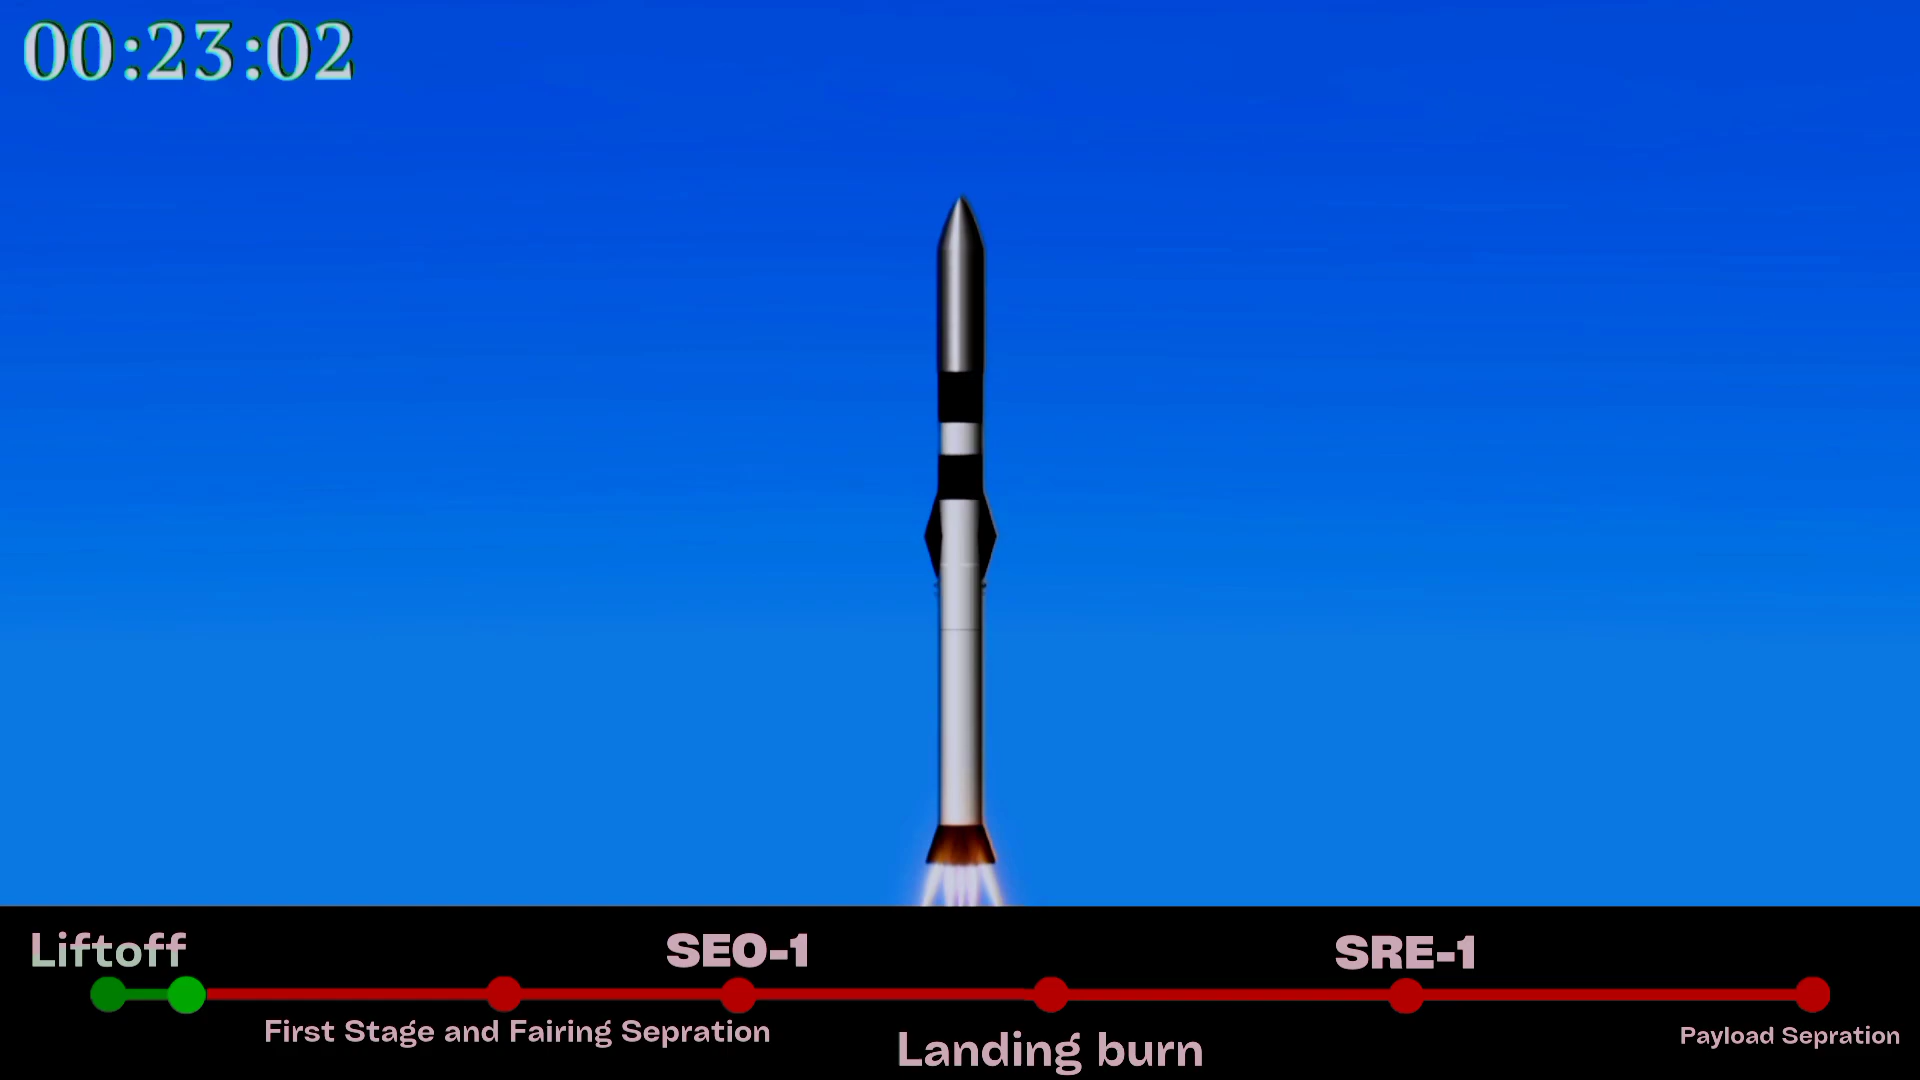 00:23:02
Liftoff
SEO-1
SRE-1
First Stage and Fairing Sepration
Landing burn
Payload Sepration